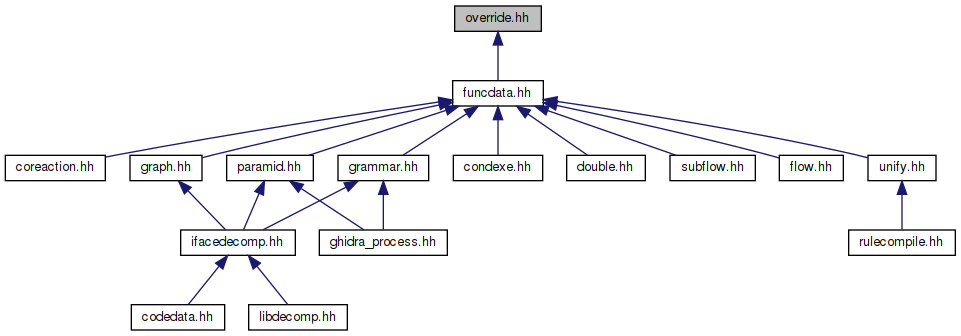 override.hh
funcdata.hh
coreaction.hh
graph.hh
paramid.hh
grammar.hh
condexe.hh
double.hh
subflow.hh
flow.hh
unify.hh
ifacedecomp.hh
ghidra_process.hh
rulecompile.hh
codedata.hh
libdecomp.hh